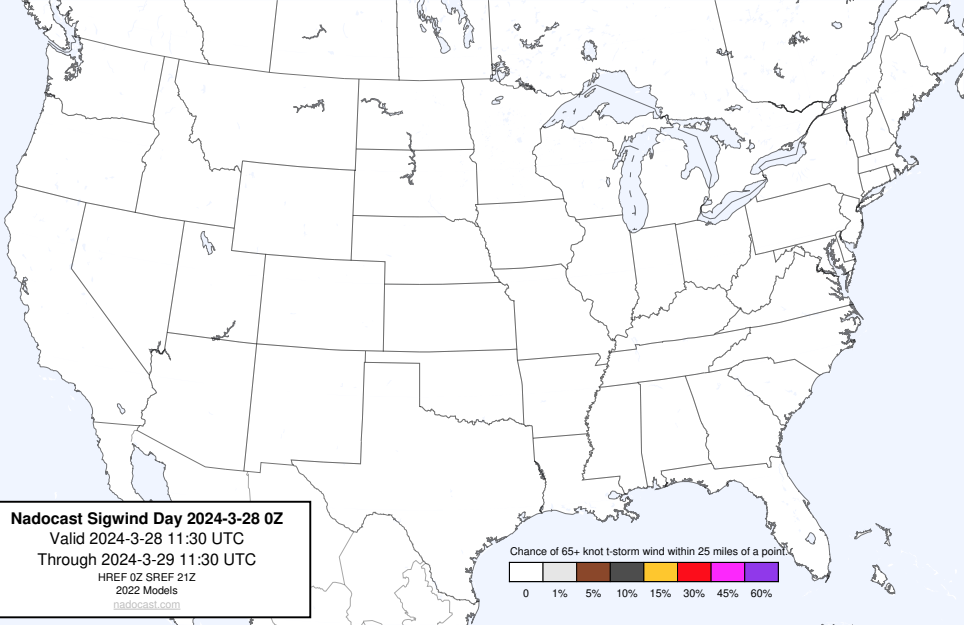 Nadocast Sigwind Day 2024-3-28 0Z
Valid 2024-3-28 11:30 UTC
Through 2024-3-29 11:30 UTC
HREF 0Z SREF 21Z
2022 Models
nadocast.com
Chance of 65+ knot t-storm wind within 25 miles of a point.
0 1% 5% 10% 15% 30% 45% 60%